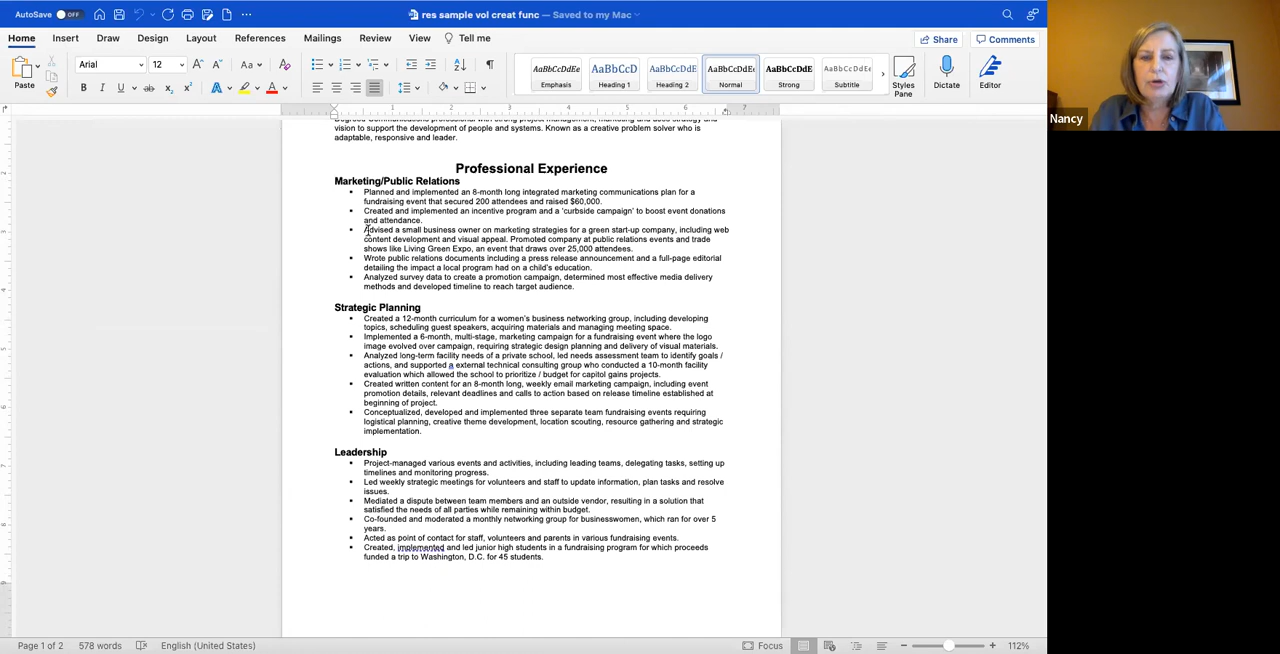 AutoSave OFF
res sample vol creat func — Saved to my Mac
Home Insert Draw Design Layout References Mailings Review View Tell me
Share Comments
Paste
Arial 12
AaBbCcDdEe AaBbCcD AaBbCcDdE AaBbCcDdEe AaBbCcDdE AaBbCcDdEe
Emphasis Heading 1 Heading 2 Normal Strong Subtitle
Styles Pane
Dictate
Editor
1 2 3 4 5 6 7
vision to support the development of people and systems. Known as a creative problem solver who is
adaptable, responsive and leader.
Professional Experience
Marketing/Public Relations
Planned and implemented an 8-month long integrated marketing communications plan for a
fundraising event that secured 200 attendees and raised $60,000.
Created and implemented an incentive program and a 'curbside campaign' to boost event donations
and attendance.
Advised a small business owner on marketing strategies for a green start-up company, including web
content development and visual appeal. Promoted company at public relations events and trade
shows like Living Green Expo, an event that draws over 25,000 attendees.
Wrote public relations documents including a press release announcement and a full-page editorial
detailing the impact a local program had on a child's education.
Analyzed survey data to create a promotion campaign, determined most effective media delivery
methods and developed timeline to reach target audience.
Strategic Planning
Created a 12-month curriculum for a women's business networking group, including developing
topics, scheduling guest speakers, acquiring materials and managing meeting space.
Implemented a 6-month, multi-stage, marketing campaign for a fundraising event where the logo
image evolved over campaign, requiring strategic design planning and delivery of visual materials.
Analyzed long-term facility needs of a private school, led needs assessment team to identify goals /
actions, and supported a external technical consulting group who conducted a 10-month facility
evaluation which allowed the school to prioritize / budget for capitol gains projects.
Created written content for an 8-month long, weekly email marketing campaign, including event
promotion details, relevant deadlines and calls to action based on release timeline established at
beginning of project.
Conceptualized, developed and implemented three separate team fundraising events requiring
logistical planning, creative theme development, location scouting, resource gathering and strategic
implementation.
Leadership
Project-managed various events and activities, including leading teams, delegating tasks, setting up
timelines and monitoring progress.
Led weekly strategic meetings for volunteers and staff to update information, plan tasks and resolve
issues.
Mediated a dispute between team members and an outside vendor, resulting in a solution that
satisfied the needs of all parties while remaining within budget.
Co-founded and moderated a monthly networking group for businesswomen, which ran for over 5
years.
Acted as point of contact for staff, volunteers and parents in various fundraising events.
Created, implemented and led junior high students in a fundraising program for which proceeds
funded a trip to Washington, D.C. for 45 students.
Page 1 of 2 578 words English (United States) Focus 112%
Nancy